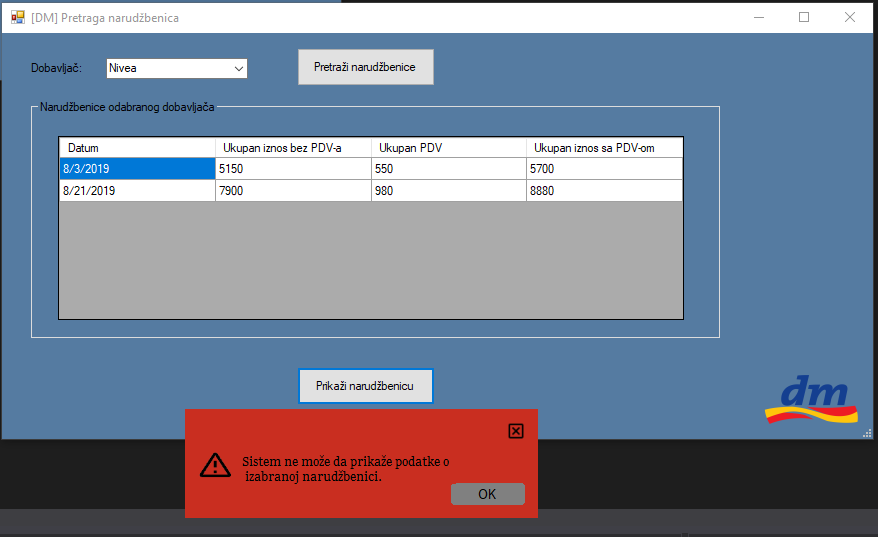 [DM] Pretraga narudžbenica
Dobavljač: Nivea Pretraži narudžbenice
Narudžbenice odabranog dobavljača
Datum Ukupan iznos bez PDV-a Ukupan PDV Ukupan iznos sa PDV-om
8/3/2019 5150 550 5700
8/21/2019 7900 980 8880
Prikaži narudžbenicu
dm
Sistem ne može da prikaže podatke o
izabranoj narudžbenici.
OK